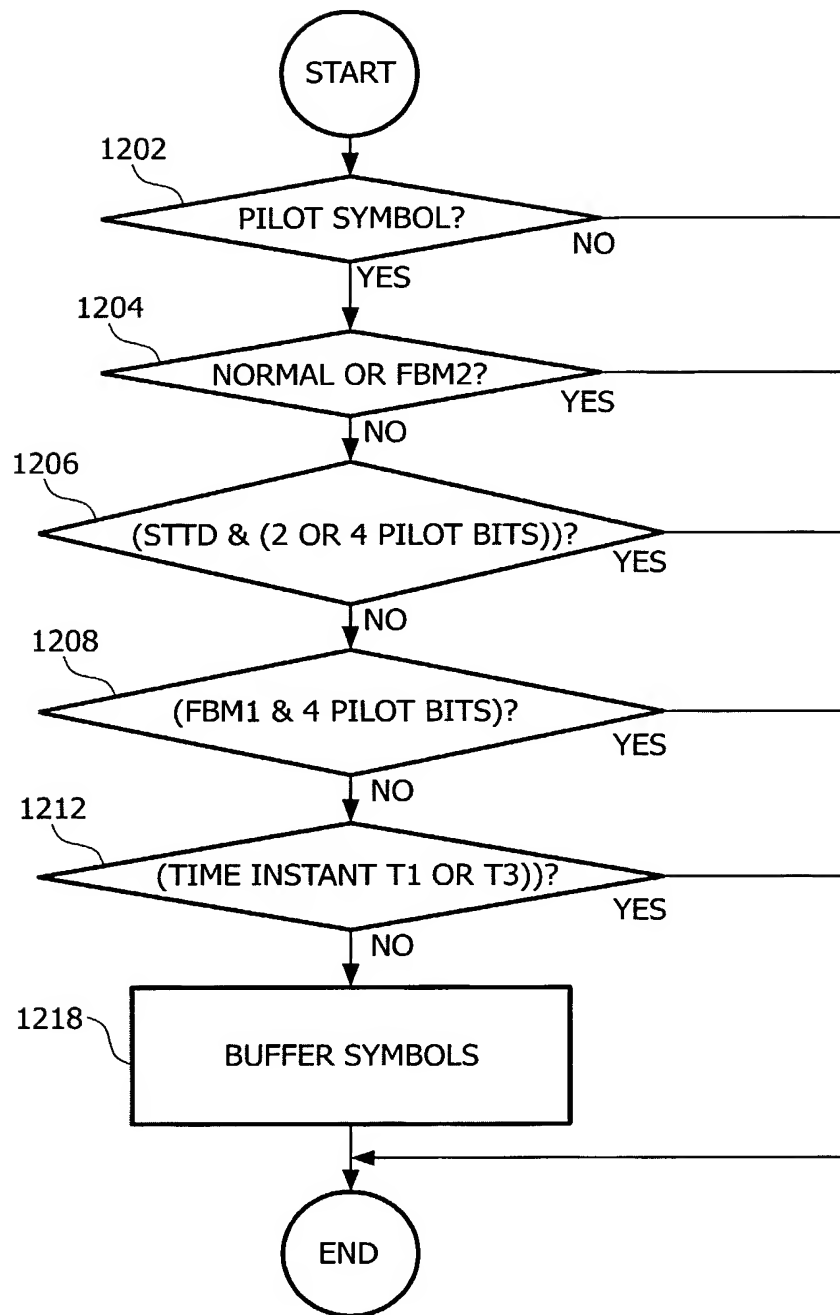 START
1202
PILOT SYMBOL?
NO
YES
1204
NORMAL OR FBM2?
YES
NO
1206
(STTD & (2 OR 4 PILOT BITS))?
YES
NO
1208
(FBM1 & 4 PILOT BITS)?
YES
NO
1212
(TIME INSTANT T1 OR T3))?
YES
NO
1218
BUFFER SYMBOLS
END